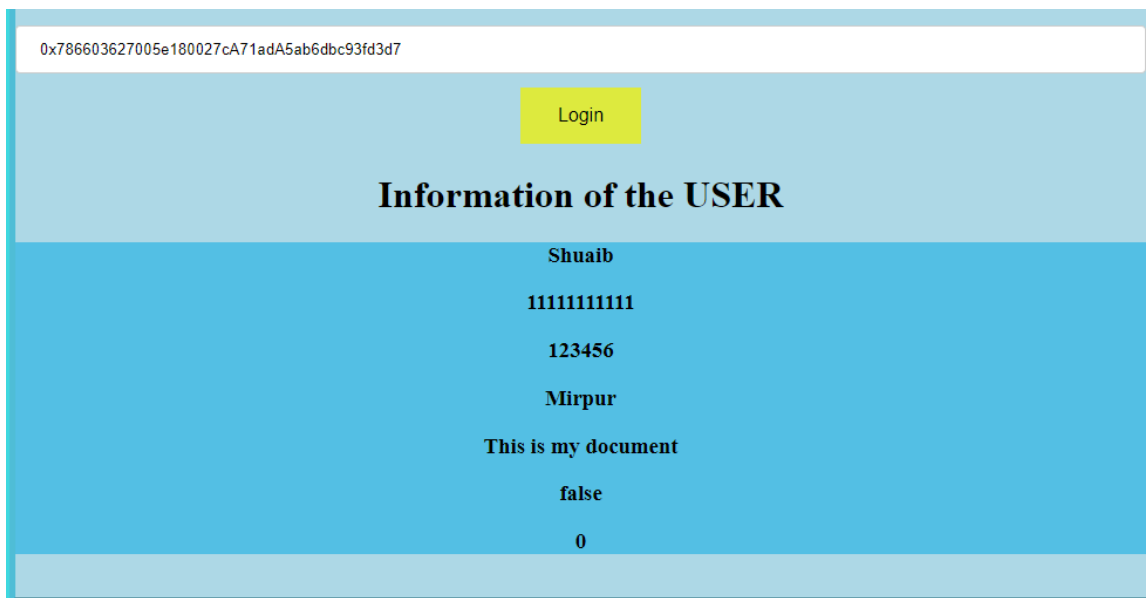 0x786603627005e180027cA71adA5ab6dbc93fd3d7
Login
Information of the USER
Shuaib
11111111111
123456
Mirpur
This is my document
false
0